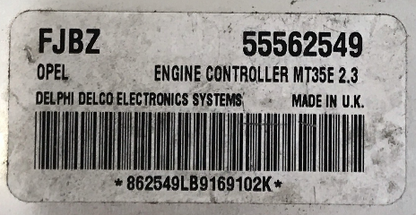 FJBZ 55562549
OPEL ENGINE CONTROLLER MT35E 2.3
DELPHI DELCO ELECTRONICS SYSTEMS MADE IN U.K.
*862549LB9169102K*